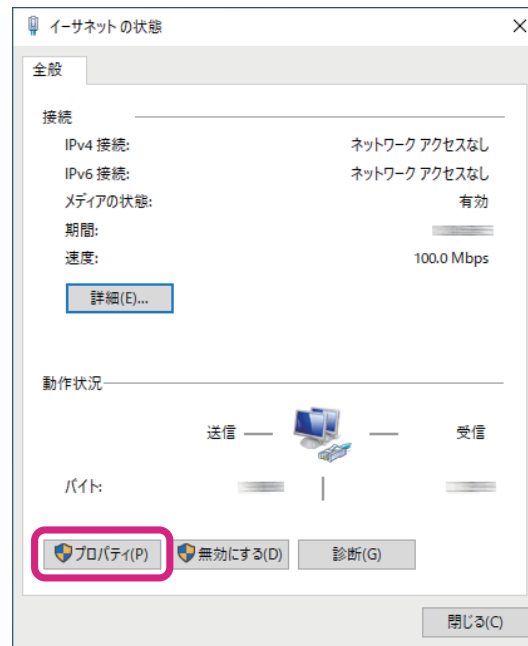 イーサネットの状態
全般
接続
IPv4 接続: ネットワーク アクセスなし
IPv6 接続: ネットワーク アクセスなし
メディアの状態: 有効
期間:
速度: 100.0 Mbps
詳細(E)...
動作状況
送信 受信
バイト:
プロパティ(P) 無効にする(D) 診断(G)
閉じる(C)